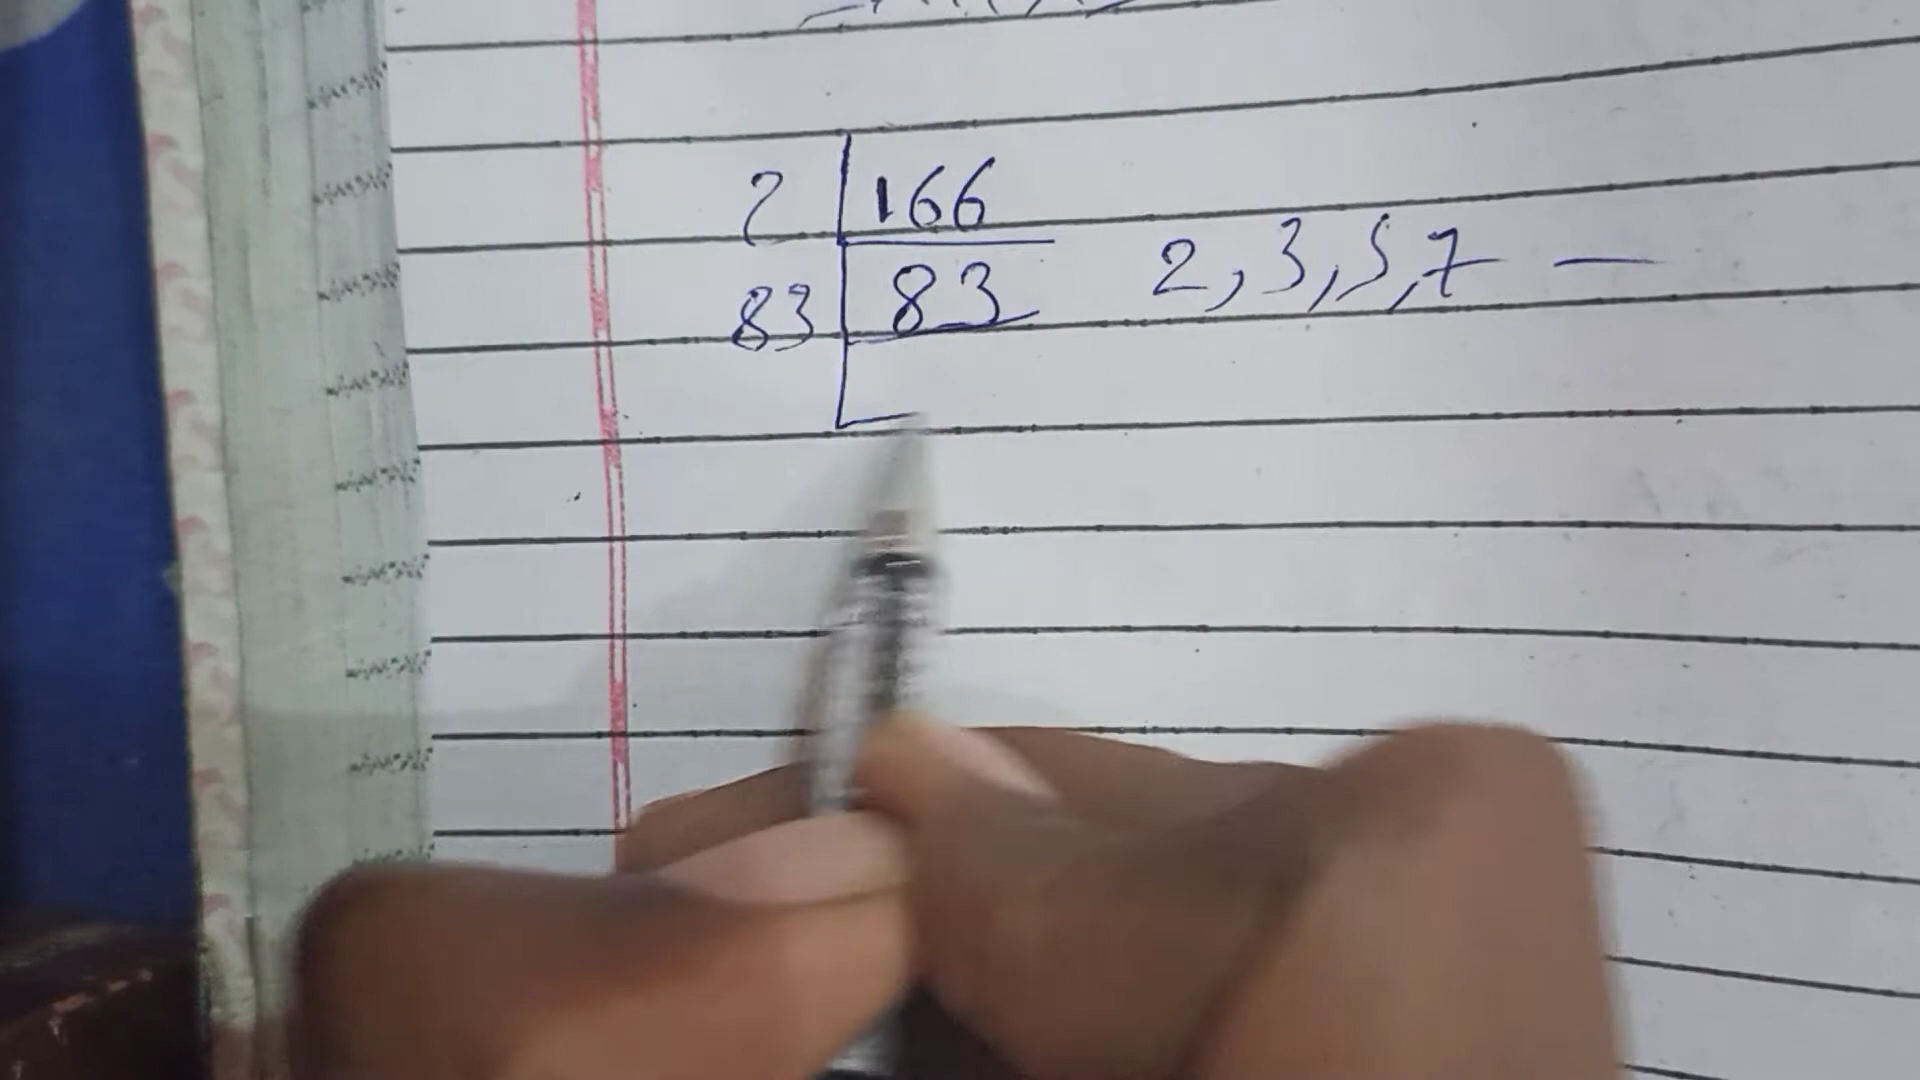 2 | 166
83 | 83
2, 3, 5, 7 —